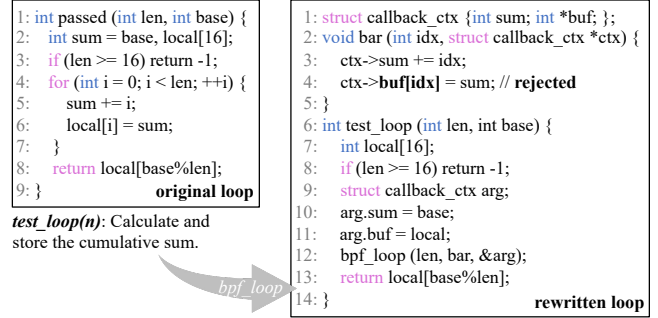 1: int passed (int len, int base) {
2: int sum = base, local[16];
3: if (len >= 16) return -1;
4: for (int i = 0; i < len; ++i) {
5: sum += i;
6: local[i] = sum;
7: }
8: return local[base%len];
9: } original loop
test_loop(n): Calculate and
store the cumulative sum.
bpf_loop
1: struct callback_ctx {int sum; int *buf; };
2: void bar (int idx, struct callback_ctx *ctx) {
3: ctx->sum += idx;
4: ctx->buf[idx] = sum; // rejected
5: }
6: int test_loop (int len, int base) {
7: int local[16];
8: if (len >= 16) return -1;
9: struct callback_ctx arg;
10: arg.sum = base;
11: arg.buf = local;
12: bpf_loop (len, bar, &arg);
13: return local[base%len];
14: } rewritten loop